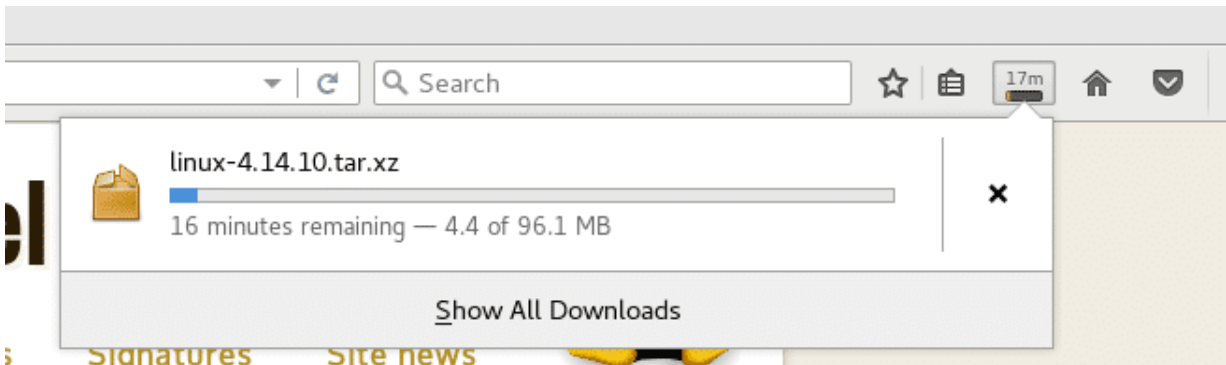 Search
17m
linux-4.14.10.tar.xz
16 minutes remaining — 4.4 of 96.1 MB
el
Show All Downloads
s Signatures Site news